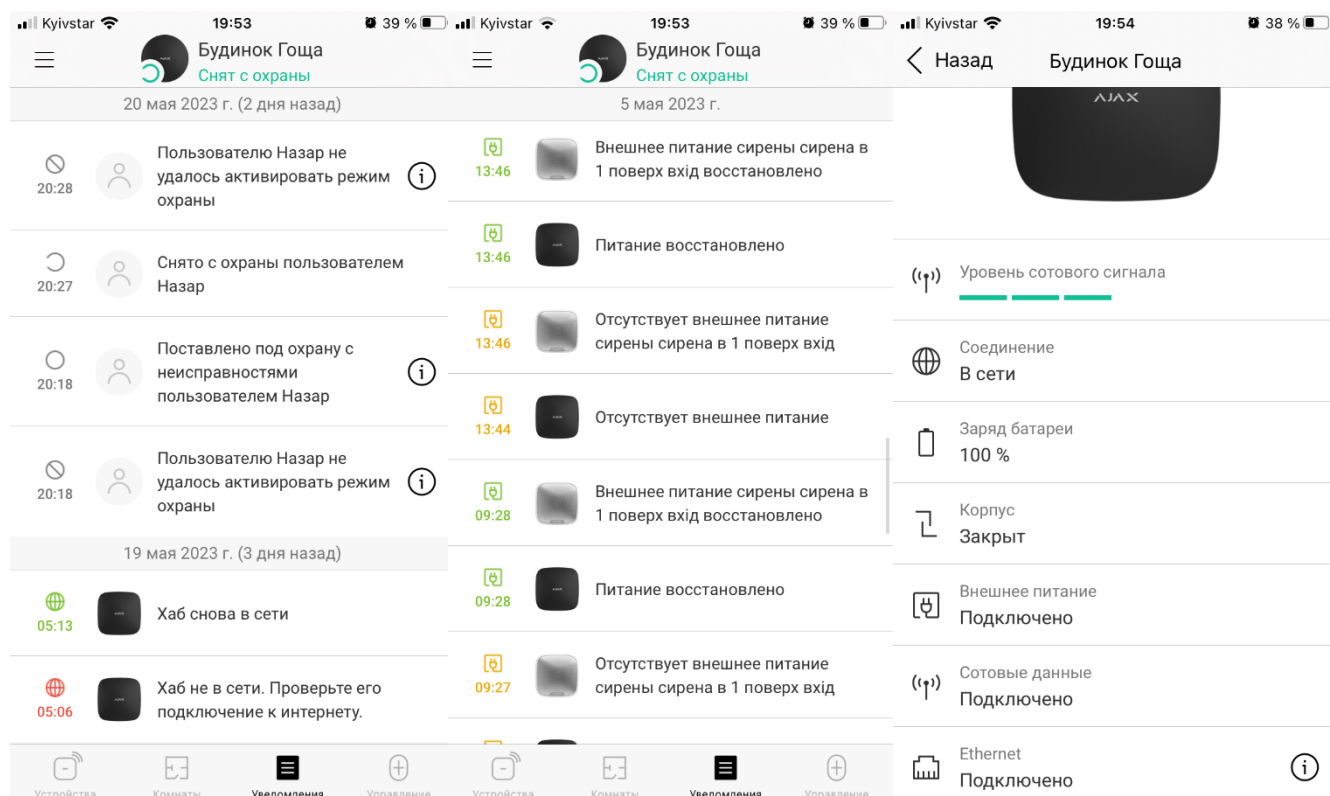 Kyivstar 19:53 39 %
Будинок Гоща
Снят с охраны
20 мая 2023 г. (2 дня назад)
Пользователю Назар не
удалось активировать режим
охраны
20:28
Снято с охраны пользователем
Назар
20:27
Поставлено под охрану с
неисправностями
пользователем Назар
20:18
Пользователю Назар не
удалось активировать режим
охраны
20:18
19 мая 2023 г. (3 дня назад)
Хаб снова в сети
05:13
Хаб не в сети. Проверьте его
подключение к интернету.
05:06
Устройства Комнаты Уведомления Управление
Kyivstar 19:53 39 %
Будинок Гоща
Снят с охраны
5 мая 2023 г.
Внешнее питание сирены сирена в
1 поверх вхід восстановлено
13:46
Питание восстановлено
13:46
Отсутствует внешнее питание
сирены сирена в 1 поверх вхід
13:46
Отсутствует внешнее питание
13:44
Внешнее питание сирены сирена в
1 поверх вхід восстановлено
09:28
Питание восстановлено
09:28
Отсутствует внешнее питание
сирены сирена в 1 поверх вхід
09:27
Устройства Комнаты Уведомления Управление
Kyivstar 19:54 38 %
Назад Будинок Гоща
AJAX
Уровень сотового сигнала
Соединение
В сети
Заряд батареи
100 %
Корпус
Закрыт
Внешнее питание
Подключено
Сотовые данные
Подключено
Ethernet
Подключено